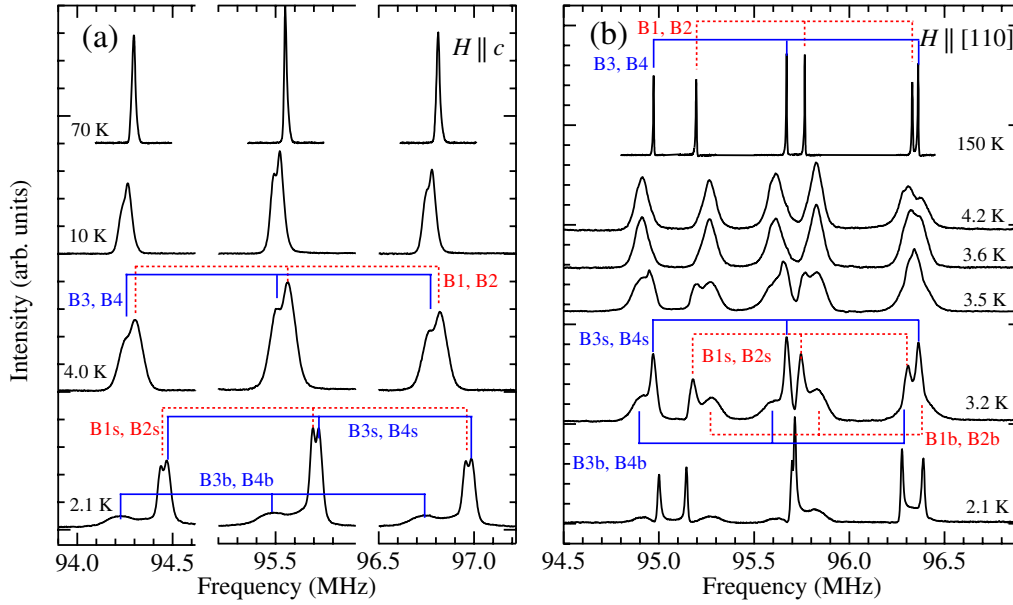 (a)
H || c
70 K
10 K
B3, B4
B1, B2
4.0 K
B1s, B2s
B3s, B4s
B3b, B4b
2.1 K
94.0
94.5
95.5
96.5
97.0
Frequency (MHz)
Intensity (arb. units)
(b)
B1, B2
H || [110]
B3, B4
150 K
4.2 K
3.6 K
3.5 K
B3s, B4s
B1s, B2s
3.2 K
B1b, B2b
B3b, B4b
2.1 K
94.5
95.0
95.5
96.0
96.5
Frequency (MHz)